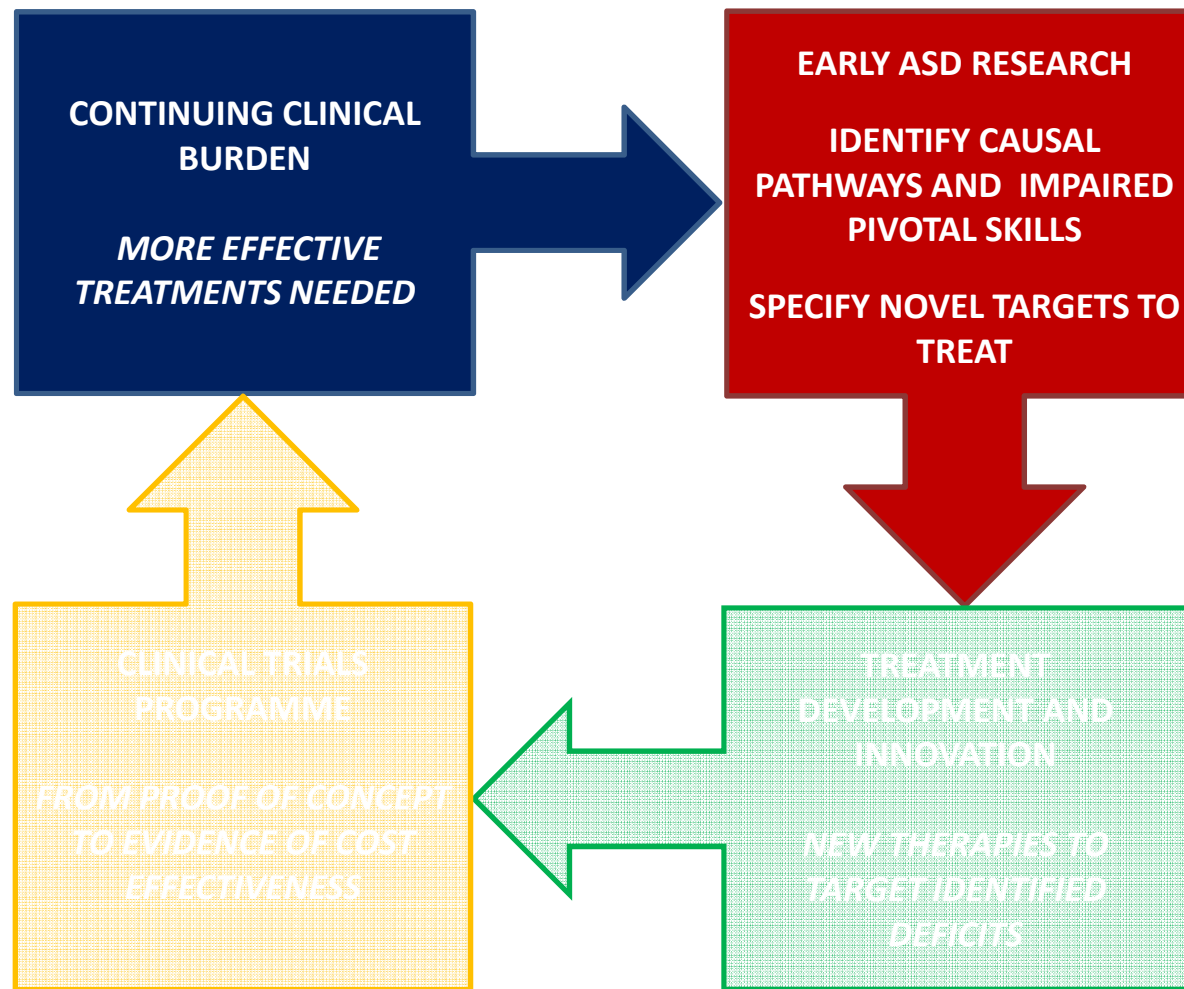 CONTINUING CLINICAL
BURDEN
MORE EFFECTIVE
TREATMENTS NEEDED
EARLY ASD RESEARCH
IDENTIFY CAUSAL
PATHWAYS AND IMPAIRED
PIVOTAL SKILLS
SPECIFY NOVEL TARGETS TO
TREAT
TREATMENT
DEVELOPMENT AND
INNOVATION
NEW THERAPIES TO
TARGET IDENTIFIED
DEFICITS
CLINICAL TRIALS
PROGRAMME
FROM PROOF OF CONCEPT
TO EVIDENCE OF COST
EFFECTIVENESS